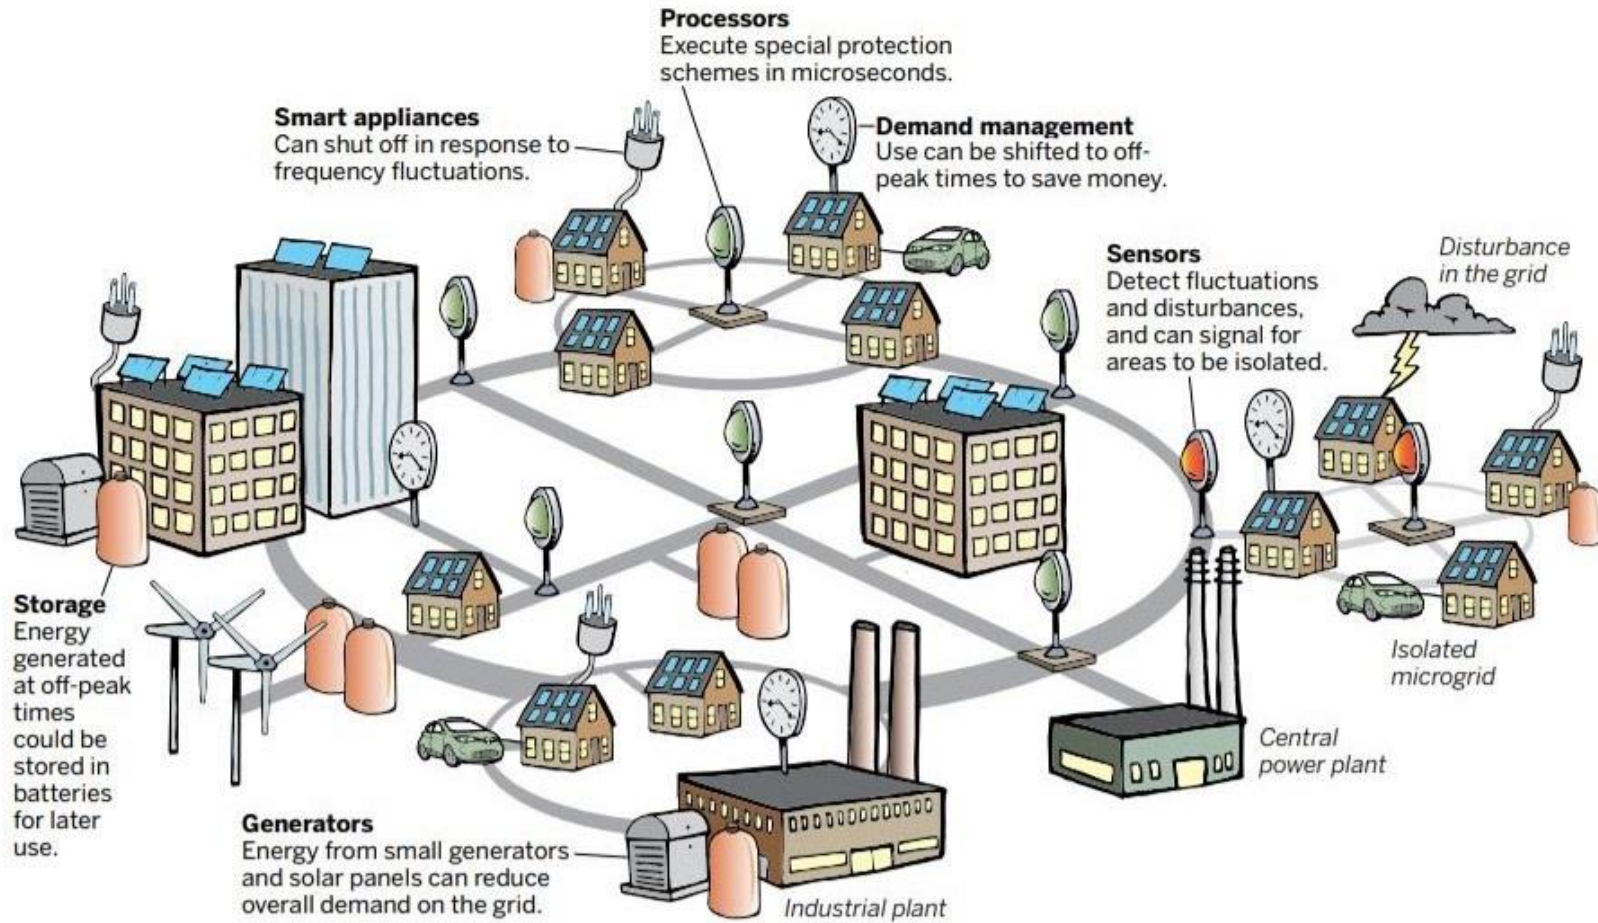 Processors
Execute special protection
schemes in microseconds.
Smart appliances
Can shut off in response to
frequency fluctuations.
Demand management
Use can be shifted to off-
peak times to save money.
Sensors
Detect fluctuations
and disturbances,
and can signal for
areas to be isolated.
Disturbance
in the grid
Storage
Energy
generated
at off-peak
times
could be
stored in
batteries
for later
use.
Isolated
microgrid
Central
power plant
Generators
Energy from small generators
and solar panels can reduce
overall demand on the grid.
Industrial plant